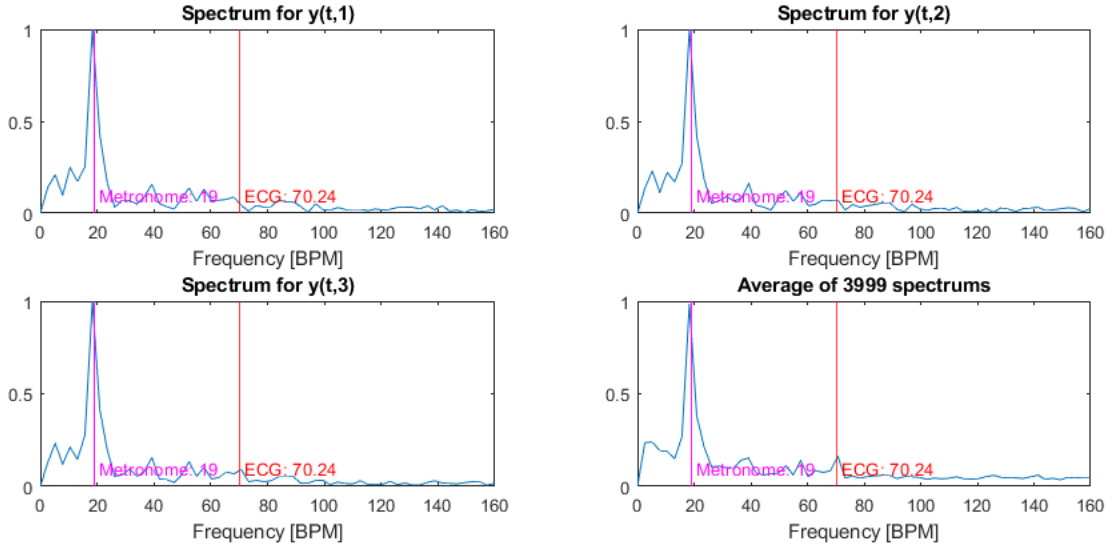 Spectrum for y(t,1)
1
0.5
0
Metronome: 19
ECG: 70.24
0 20 40 60 80 100 120 140 160
Frequency [BPM]
Spectrum for y(t,2)
1
0.5
0
Metronome: 19
ECG: 70.24
0 20 40 60 80 100 120 140 160
Frequency [BPM]
Spectrum for y(t,3)
1
0.5
0
Metronome: 19
ECG: 70.24
0 20 40 60 80 100 120 140 160
Frequency [BPM]
Average of 3999 spectrums
1
0.5
0
Metronome: 19
ECG: 70.24
0 20 40 60 80 100 120 140 160
Frequency [BPM]